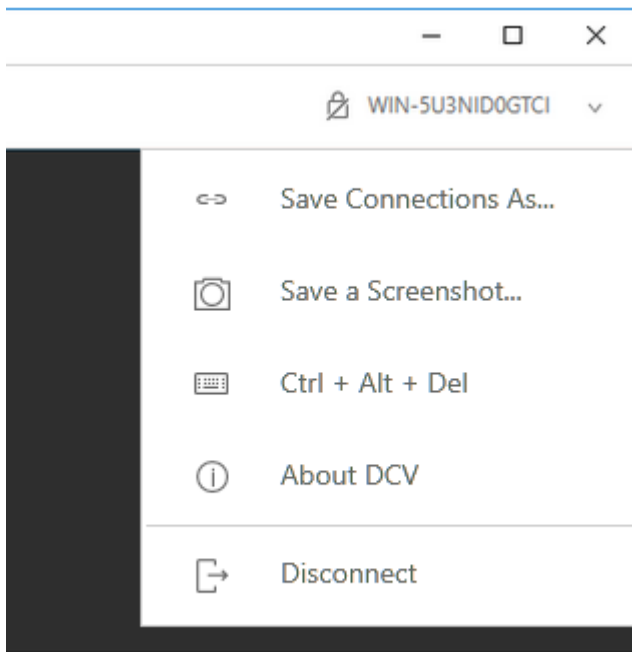 WIN-5U3NID0GTCI
Save Connections As...
Save a Screenshot...
Ctrl + Alt + Del
About DCV
Disconnect